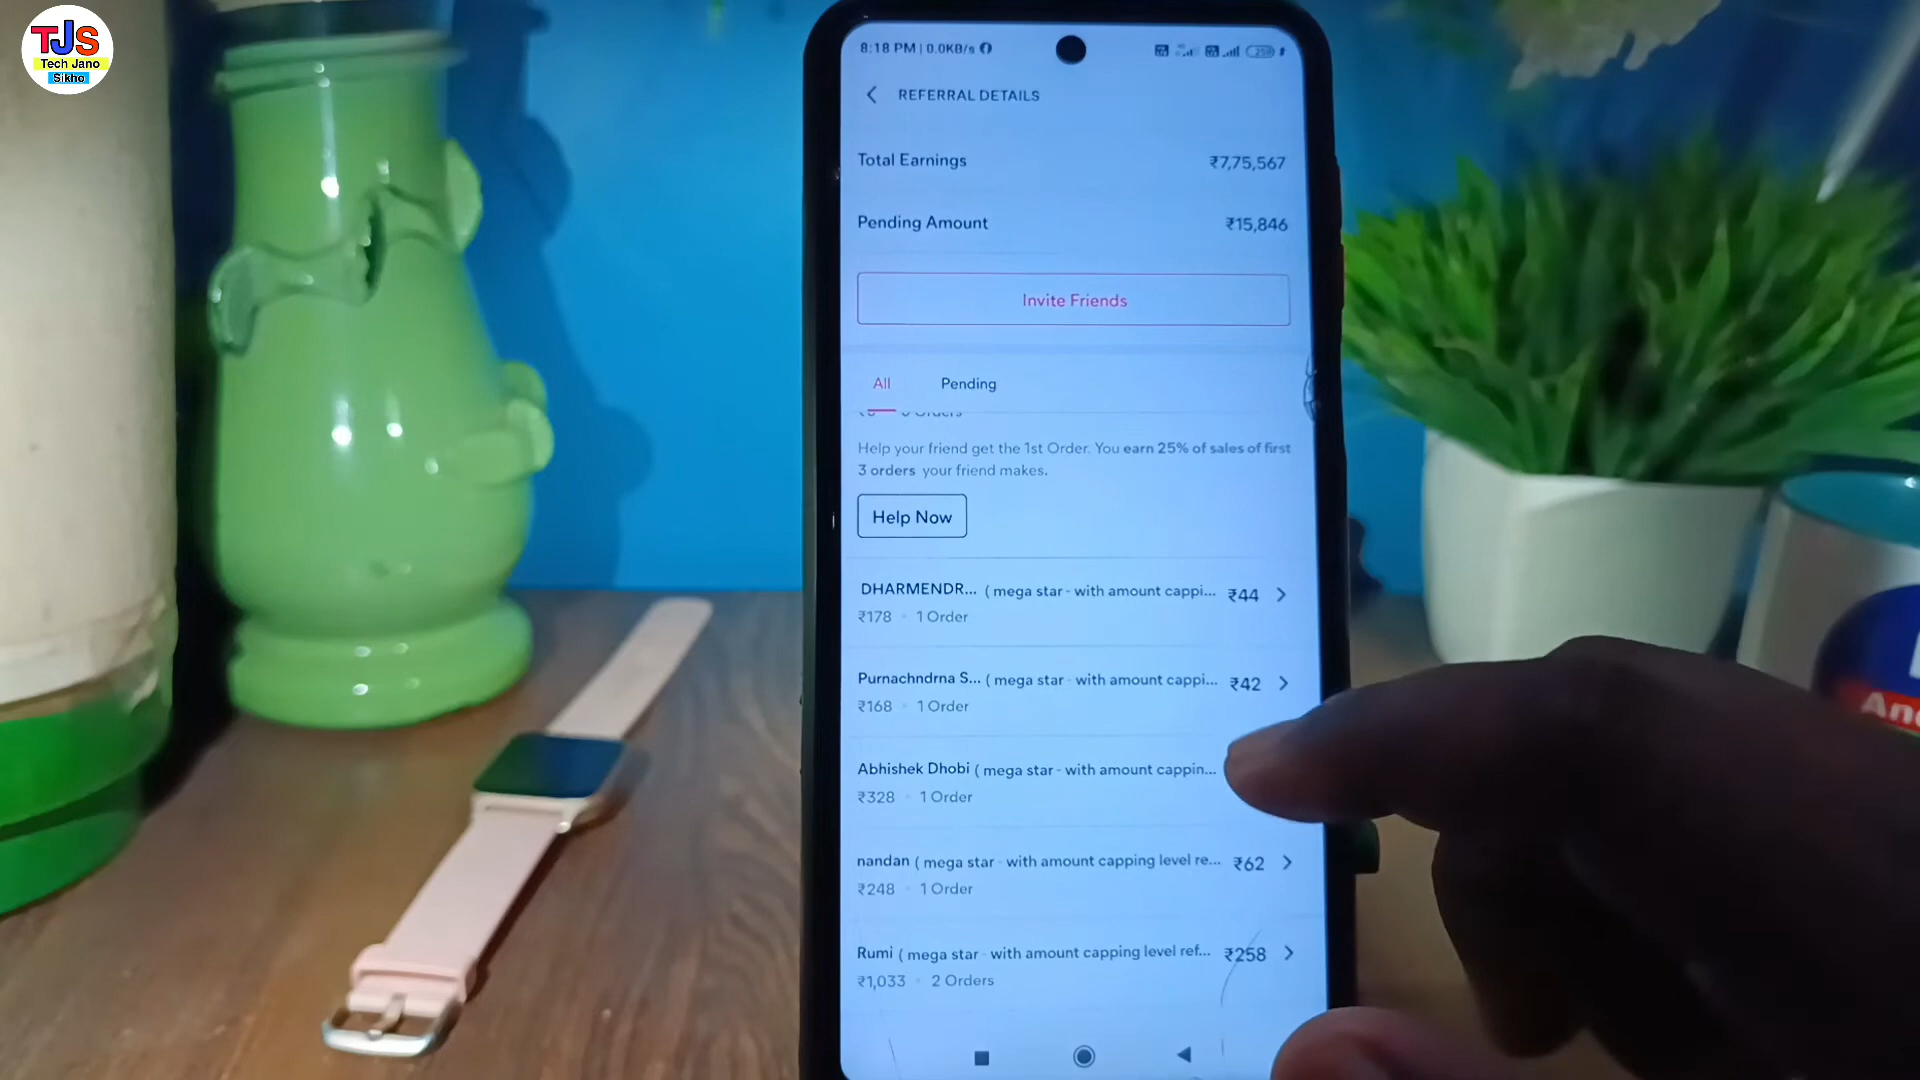 TJS
Tech Jano
Sikho
8:18 PM | 0.0KB/s
REFERRAL DETAILS
Total Earnings ₹7,75,567
Pending Amount ₹15,846
Invite Friends
All Pending
Help your friend get the 1st Order. You earn 25% of sales of first
3 orders your friend makes.
Help Now
DHARMENDR... ( mega star - with amount cappi... ₹44
₹178 • 1 Order
Purnachndrna S... ( mega star - with amount cappi... ₹42
₹168 • 1 Order
Abhishek Dhobi ( mega star - with amount cappin...
₹328 • 1 Order
nandan ( mega star - with amount capping level re... ₹62
₹248 • 1 Order
Rumi ( mega star - with amount capping level ref... ₹258
₹1,033 • 2 Orders